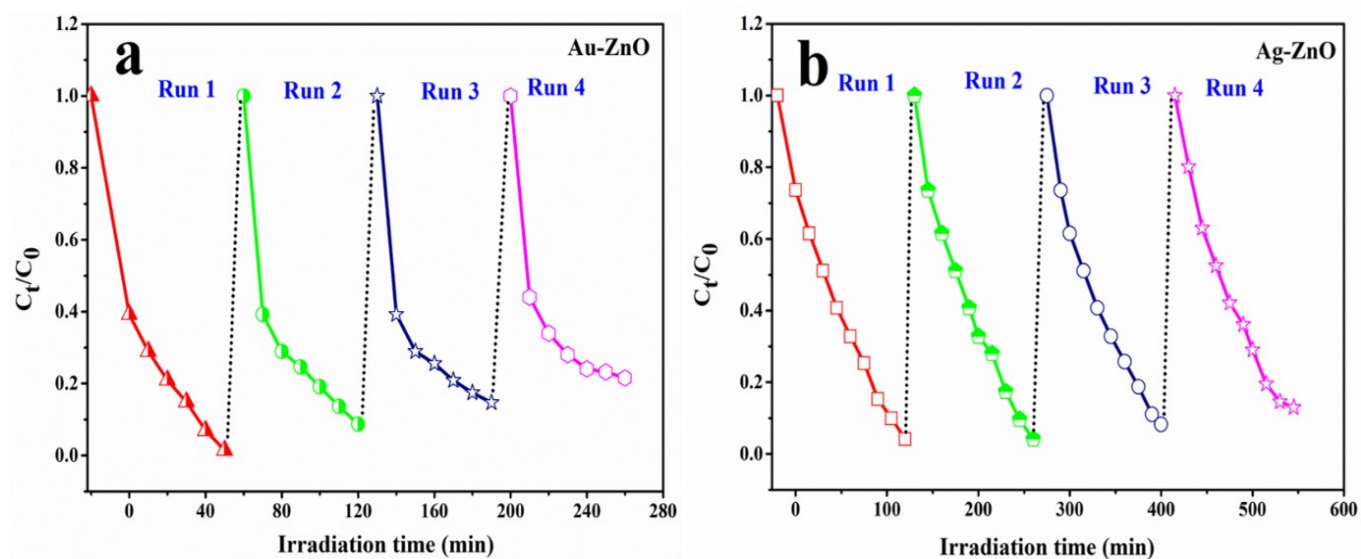 a
Au-ZnO
Run 1
Run 2
Run 3
Run 4
Ct/C0
1.2
1.0
0.8
0.6
0.4
0.2
0.0
0
40
80
120
160
200
240
280
Irradiation time (min)
b
Ag-ZnO
Run 1
Run 2
Run 3
Run 4
Ct/C0
1.2
1.0
0.8
0.6
0.4
0.2
0.0
0
100
200
300
400
500
600
Irradiation time (min)